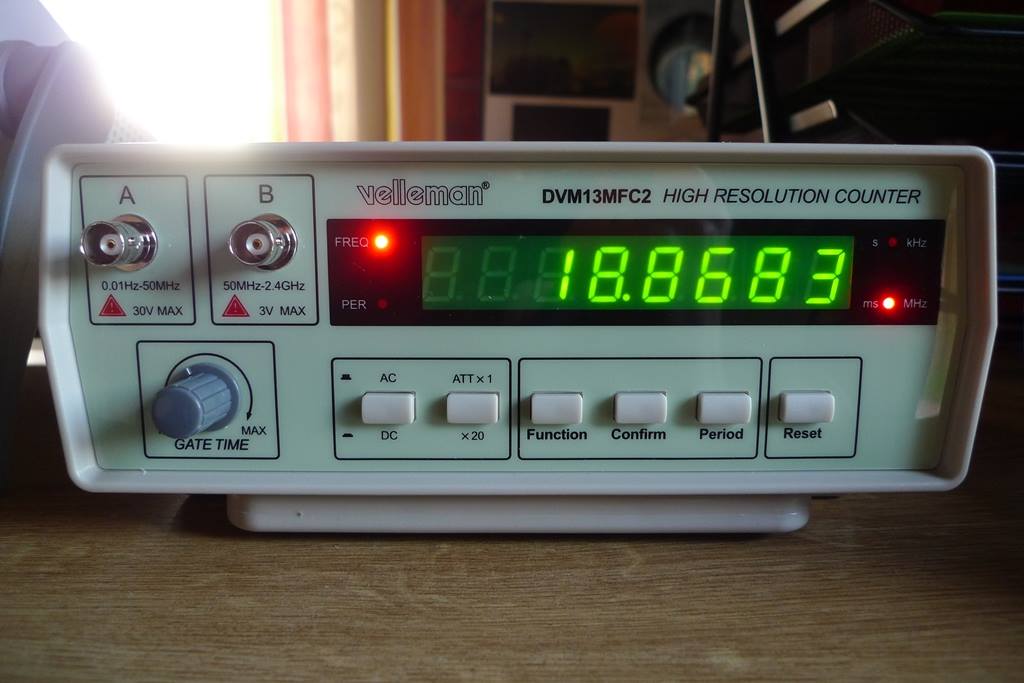 A
B
velleman®
DVM13MFC2 HIGH RESOLUTION COUNTER
FREQ
18.8683
s kHz
PER
ms MHz
0.01Hz-50MHz
30V MAX
50MHz-2.4GHz
3V MAX
MAX
GATE TIME
AC
ATT×1
DC
×20
Function
Confirm
Period
Reset